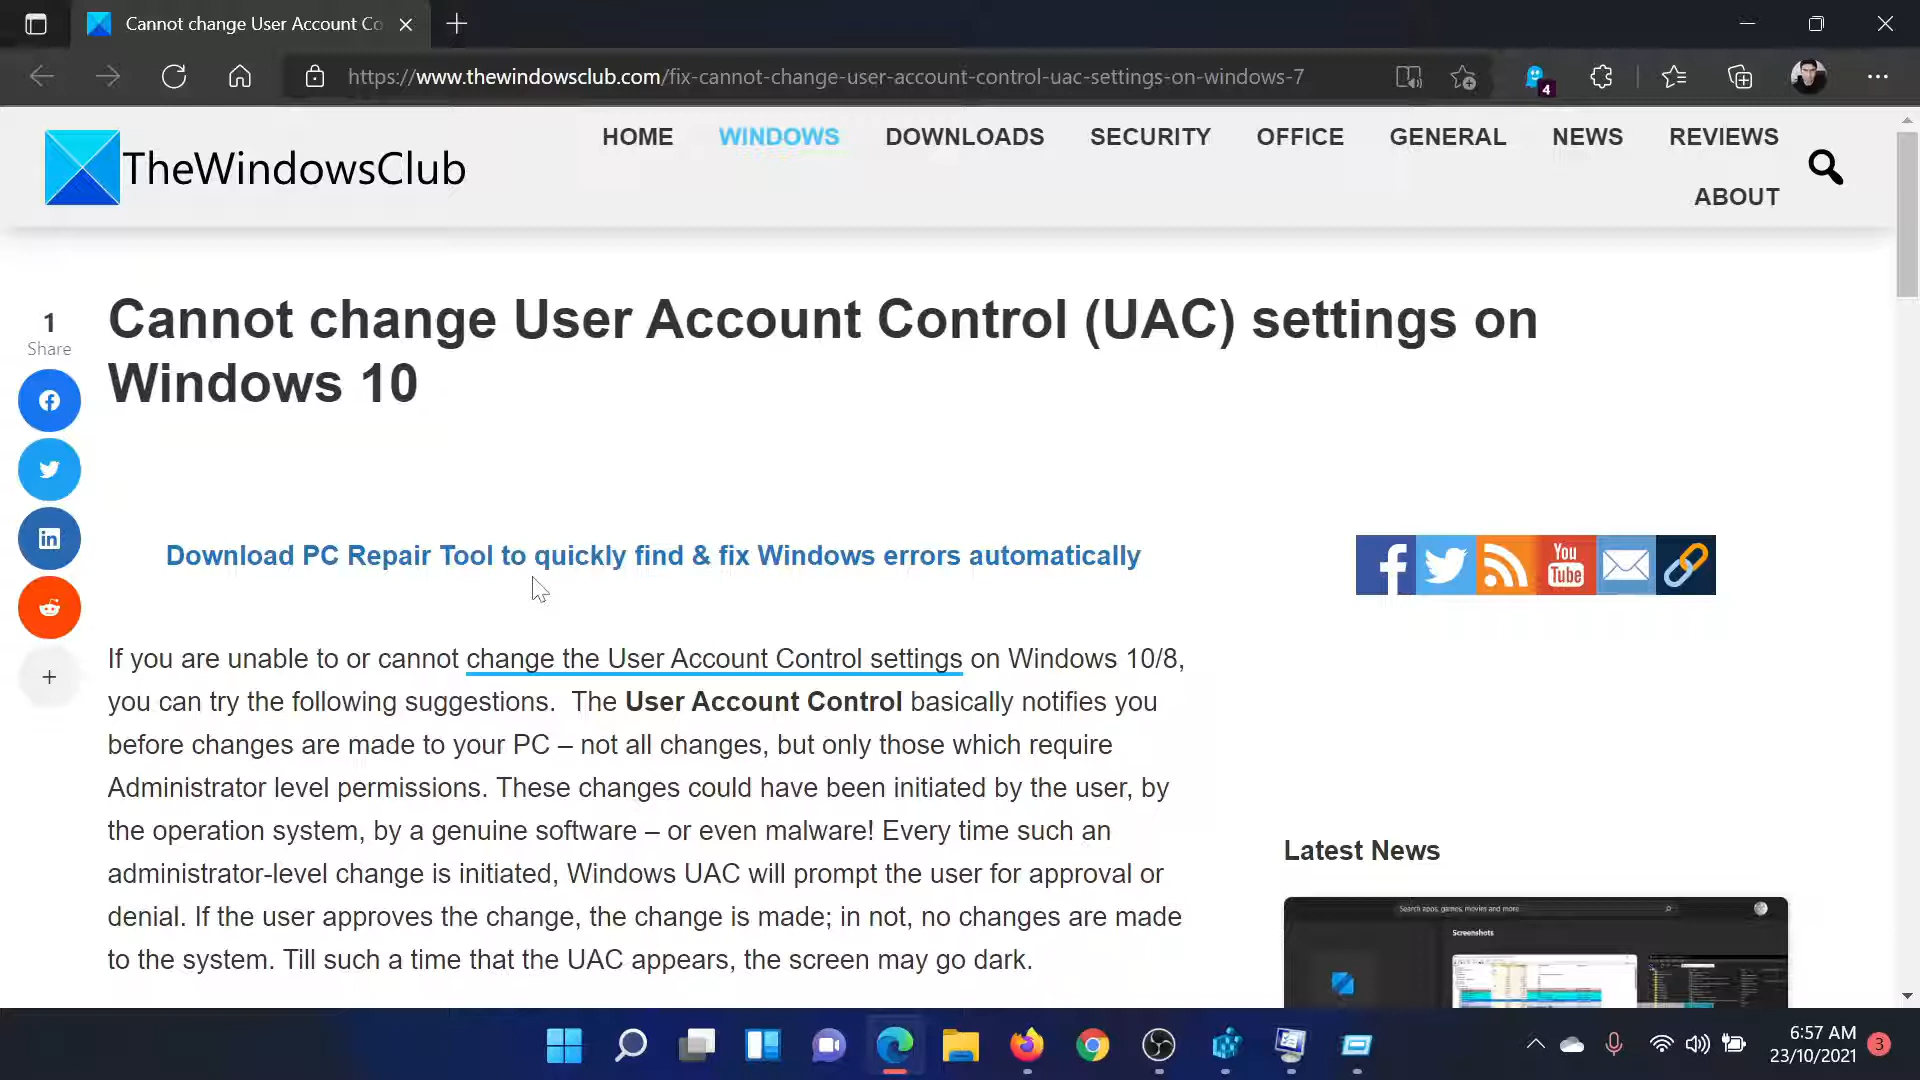 Cannot change User Account Co
https://www.thewindowsclub.com/fix-cannot-change-user-account-control-uac-settings-on-windows-7
4
TheWindowsClub
HOME
WINDOWS
DOWNLOADS
SECURITY
OFFICE
GENERAL
NEWS
REVIEWS
ABOUT
1
Share
Cannot change User Account Control (UAC) settings on
Windows 10
Download PC Repair Tool to quickly find & fix Windows errors automatically
You
Tube
If you are unable to or cannot change the User Account Control settings on Windows 10/8,
you can try the following suggestions. The User Account Control basically notifies you
before changes are made to your PC – not all changes, but only those which require
Administrator level permissions. These changes could have been initiated by the user, by
the operation system, by a genuine software – or even malware! Every time such an
administrator-level change is initiated, Windows UAC will prompt the user for approval or
denial. If the user approves the change, the change is made; in not, no changes are made
to the system. Till such a time that the UAC appears, the screen may go dark.
Latest News
Search apps, games, movies and more
Screenshots
6:57 AM
23/10/2021
3